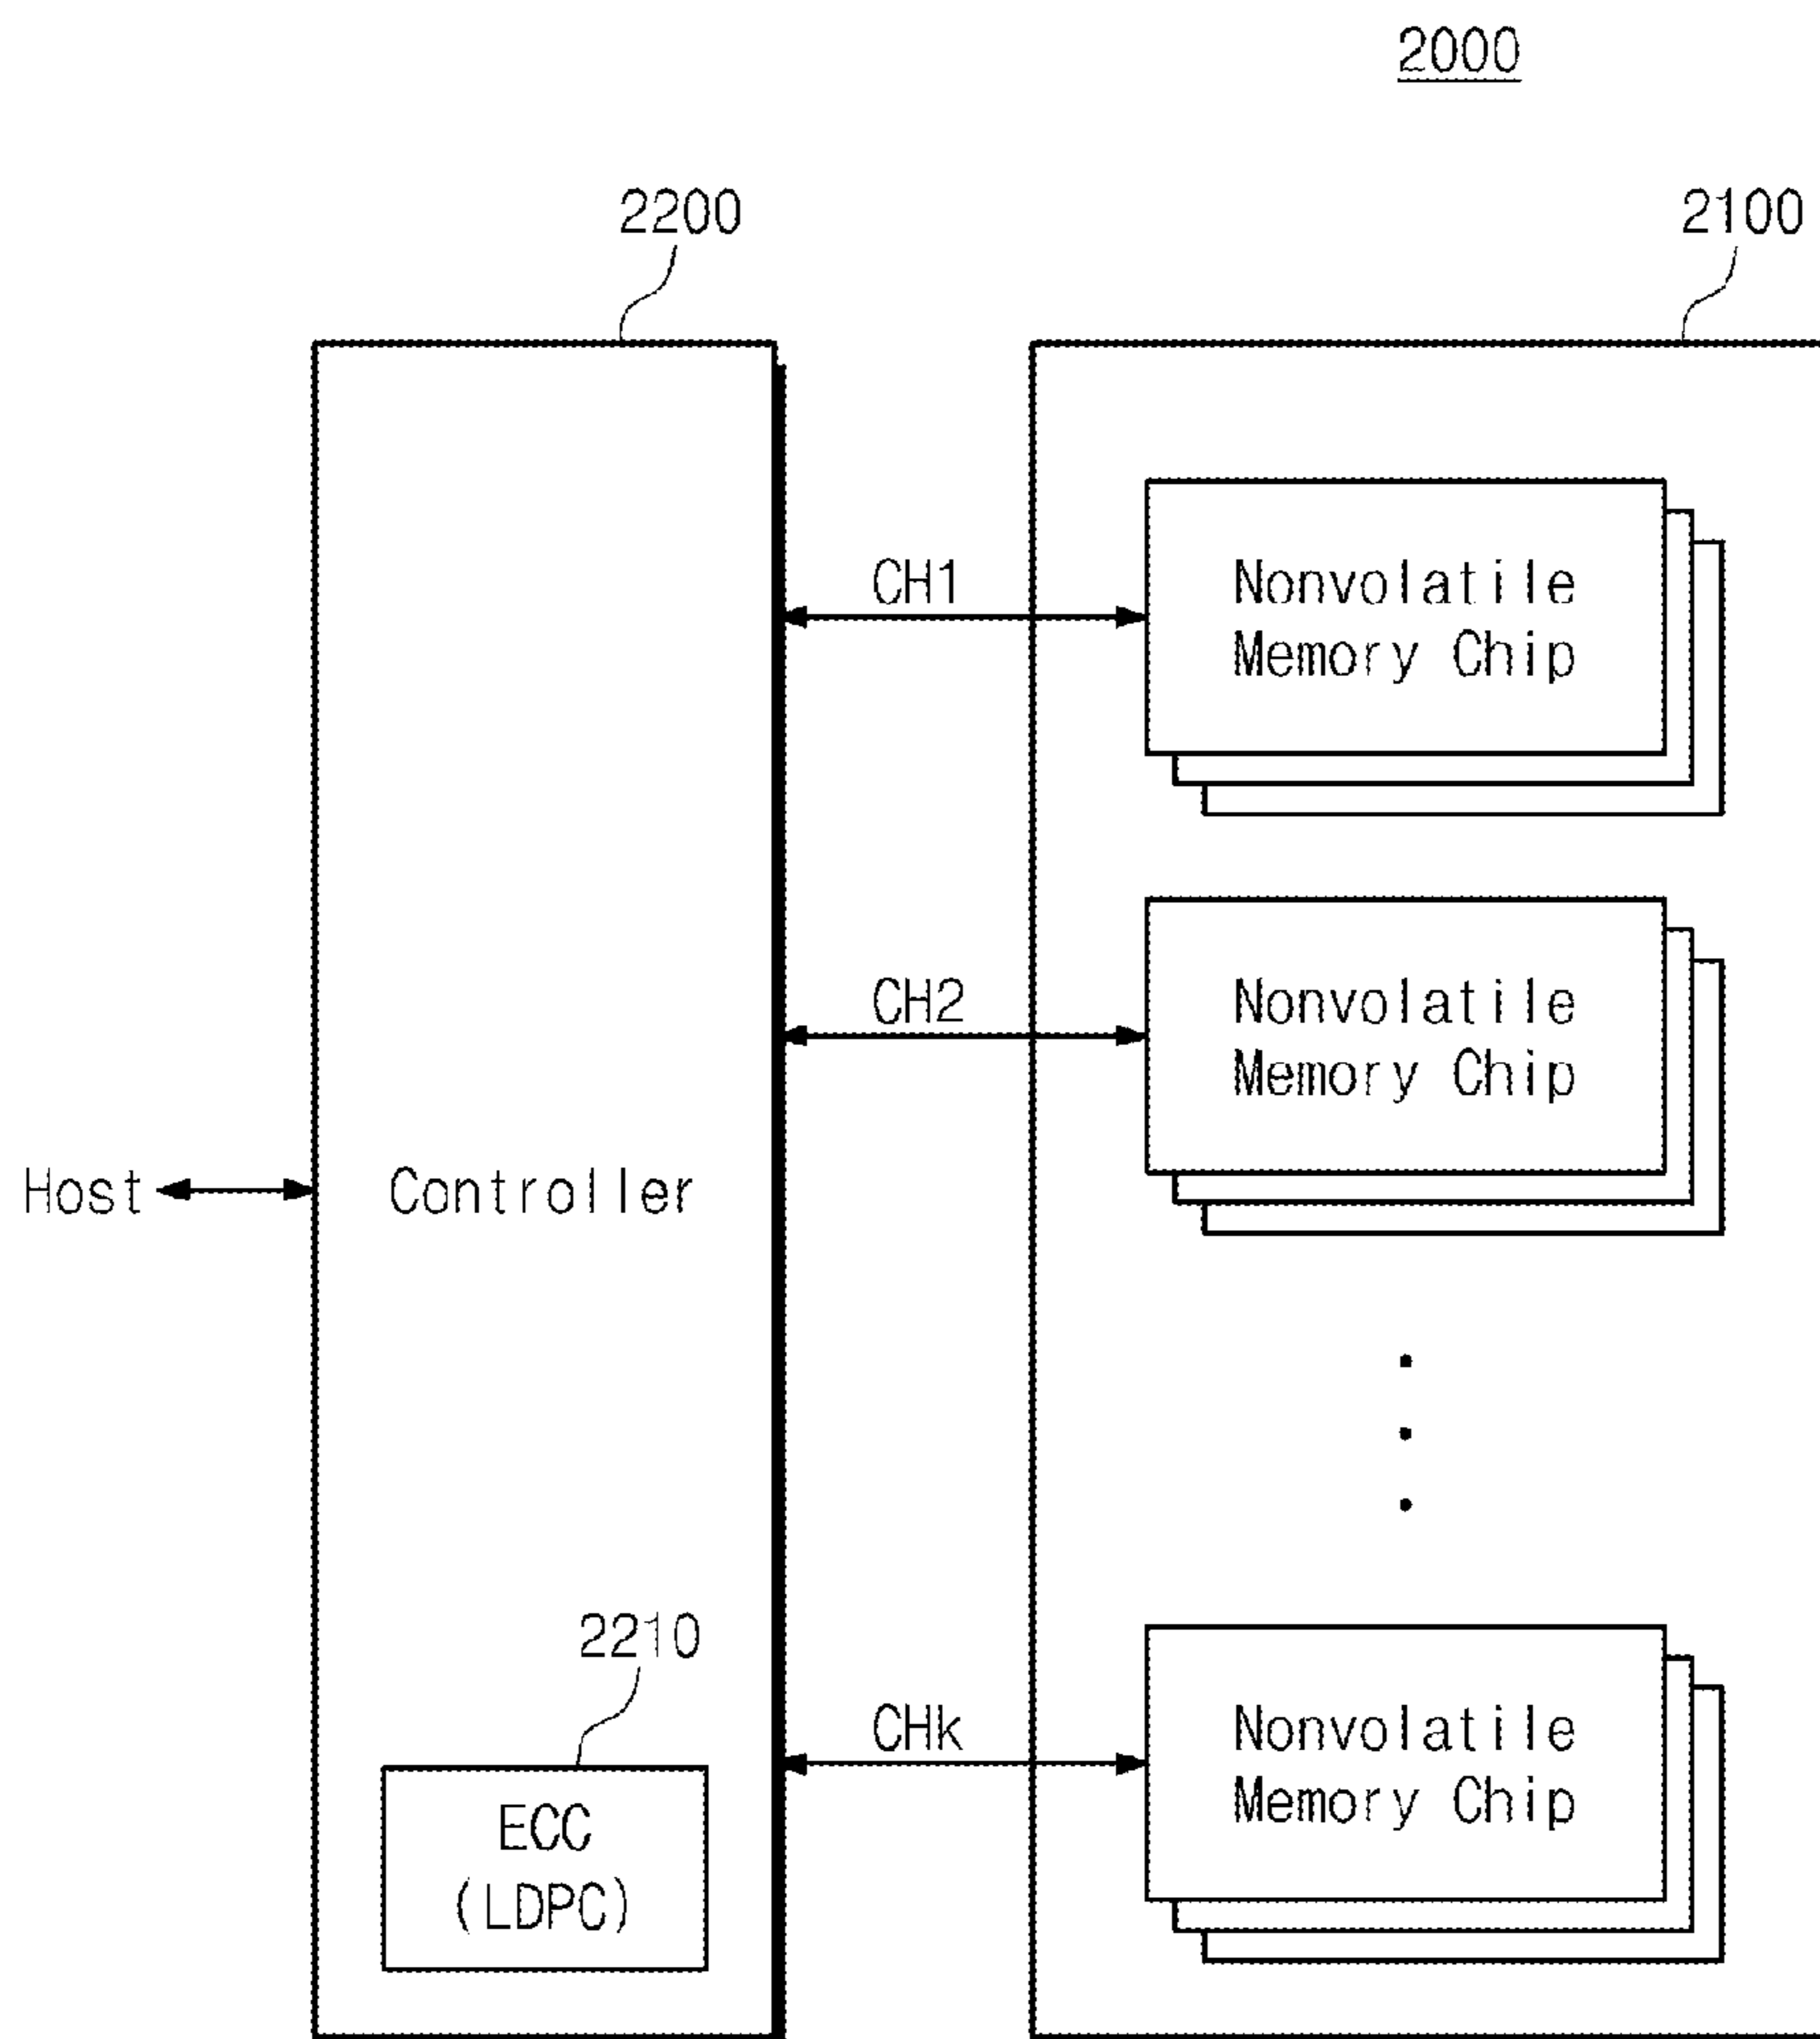 2000
2200
2100
CH1
Nonvolatile
Memory Chip
CH2
Nonvolatile
Memory Chip
Host
Controller
2210
CHk
Nonvolatile
Memory Chip
ECC
(LDPC)